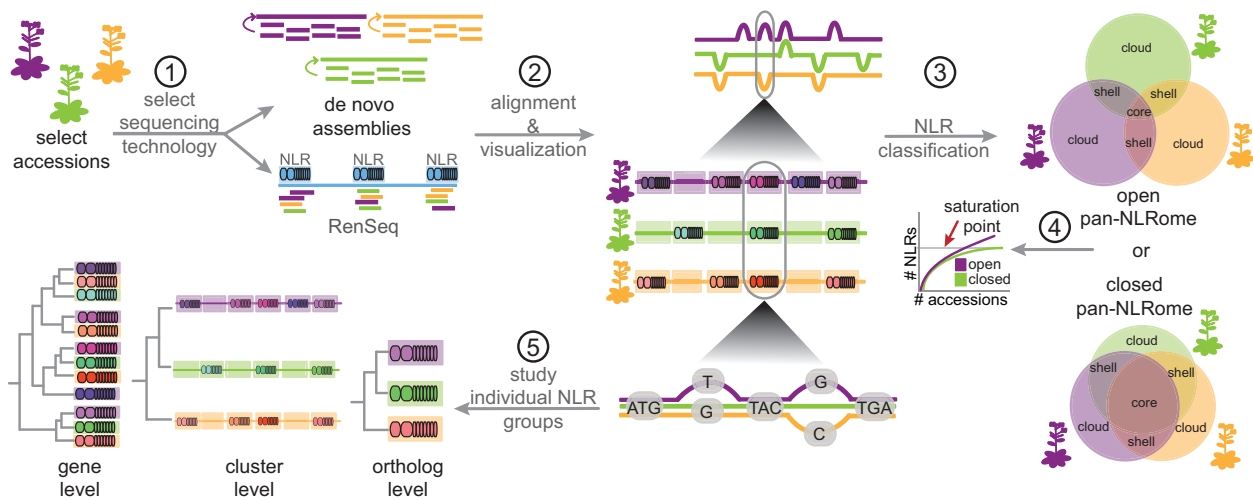 select
accessions
1
select
sequencing
technology
de novo
assemblies
NLR NLR NLR
RenSeq
2
alignment
&
visualization
3
NLR
classification
cloud
shell shell
core
cloud shell cloud
open
pan-NLRome
or
closed
pan-NLRome
4
saturation
point
# NLRs
open
closed
# accessions
cloud
shell shell
core
cloud cloud
shell
T G
ATG G TAC TGA
C
5
study
individual NLR
groups
gene
level
cluster
level
ortholog
level